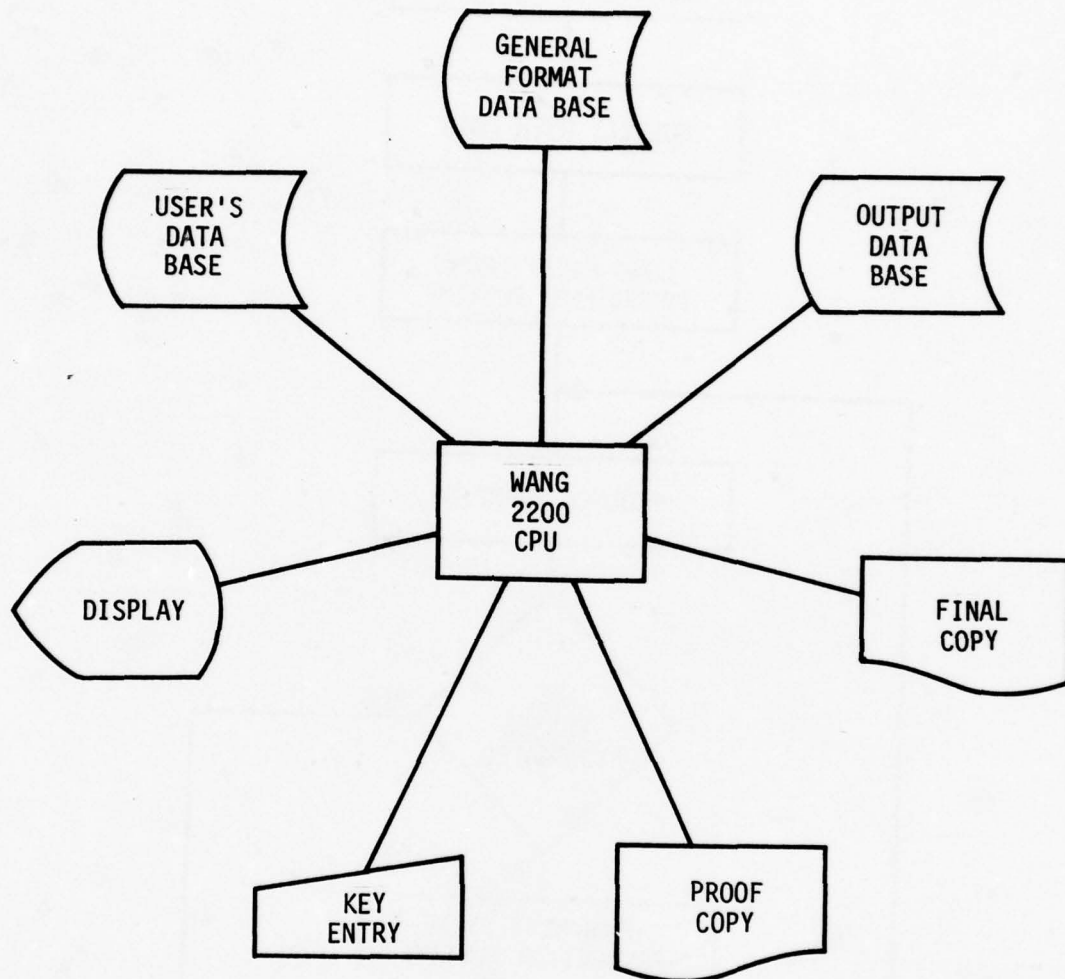 GENERAL
FORMAT
DATA BASE
USER'S
DATA
BASE
OUTPUT
DATA
BASE
WANG
2200
CPU
DISPLAY
FINAL
COPY
KEY
ENTRY
PROOF
COPY